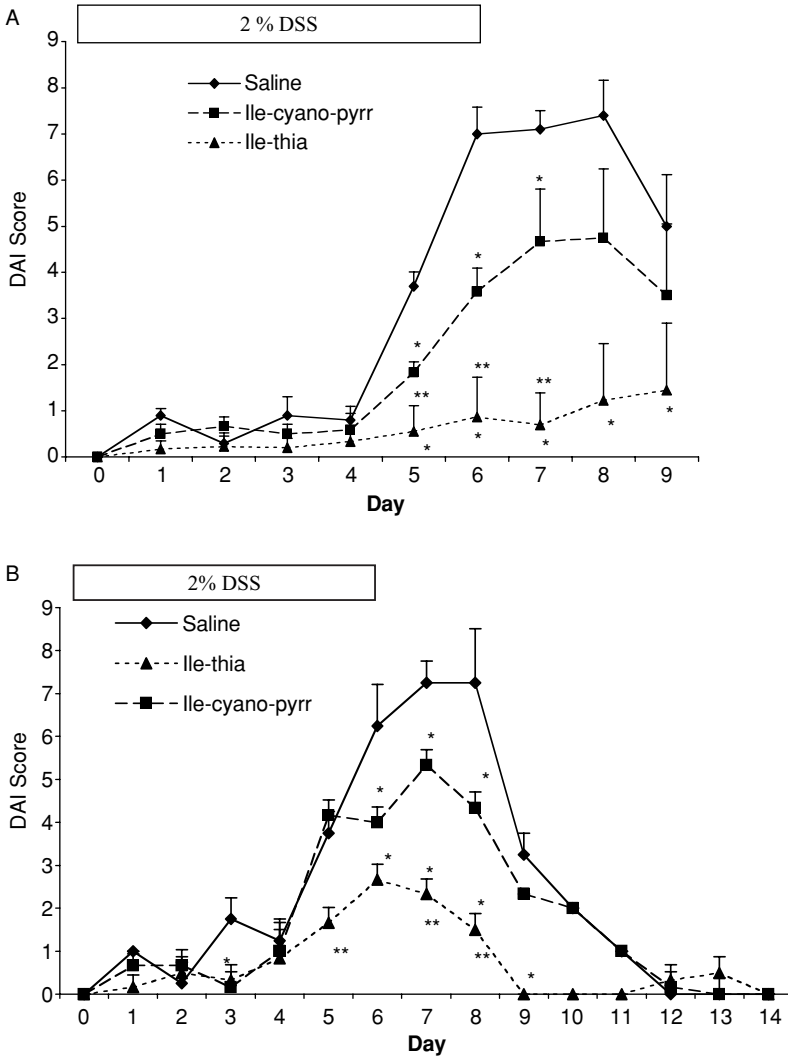 A
2 % DSS
9
8
7
6
5
4
3
2
1
0
DAI Score
Saline
Ile-cyano-pyrr
Ile-thia
*
*
*
**
**
**
*
*
*
*
*
0 1 2 3 4 5 6 7 8 9
Day
B
2% DSS
9
8
7
6
5
4
3
2
1
0
DAI Score
Saline
Ile-thia
Ile-cyano-pyrr
*
*
*
*
*
*
**
**
**
*
*
0 1 2 3 4 5 6 7 8 9 10 11 12 13 14
Day